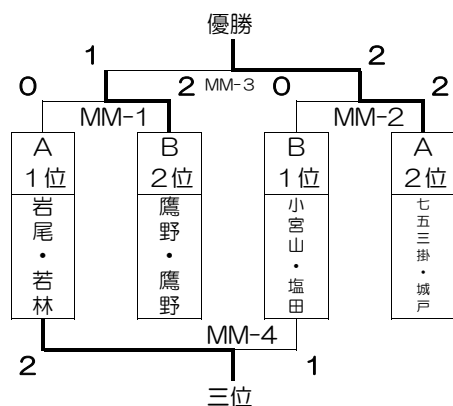 優勝
1 2
0 2 MM-3 0 2
MM-1 MM-2
A B B A
1位 2位 1位 2位
岩尾・若林 鷹野・鷹野 小宮山・塩田 七五三掛・城戸
MM-4
2 1
三位